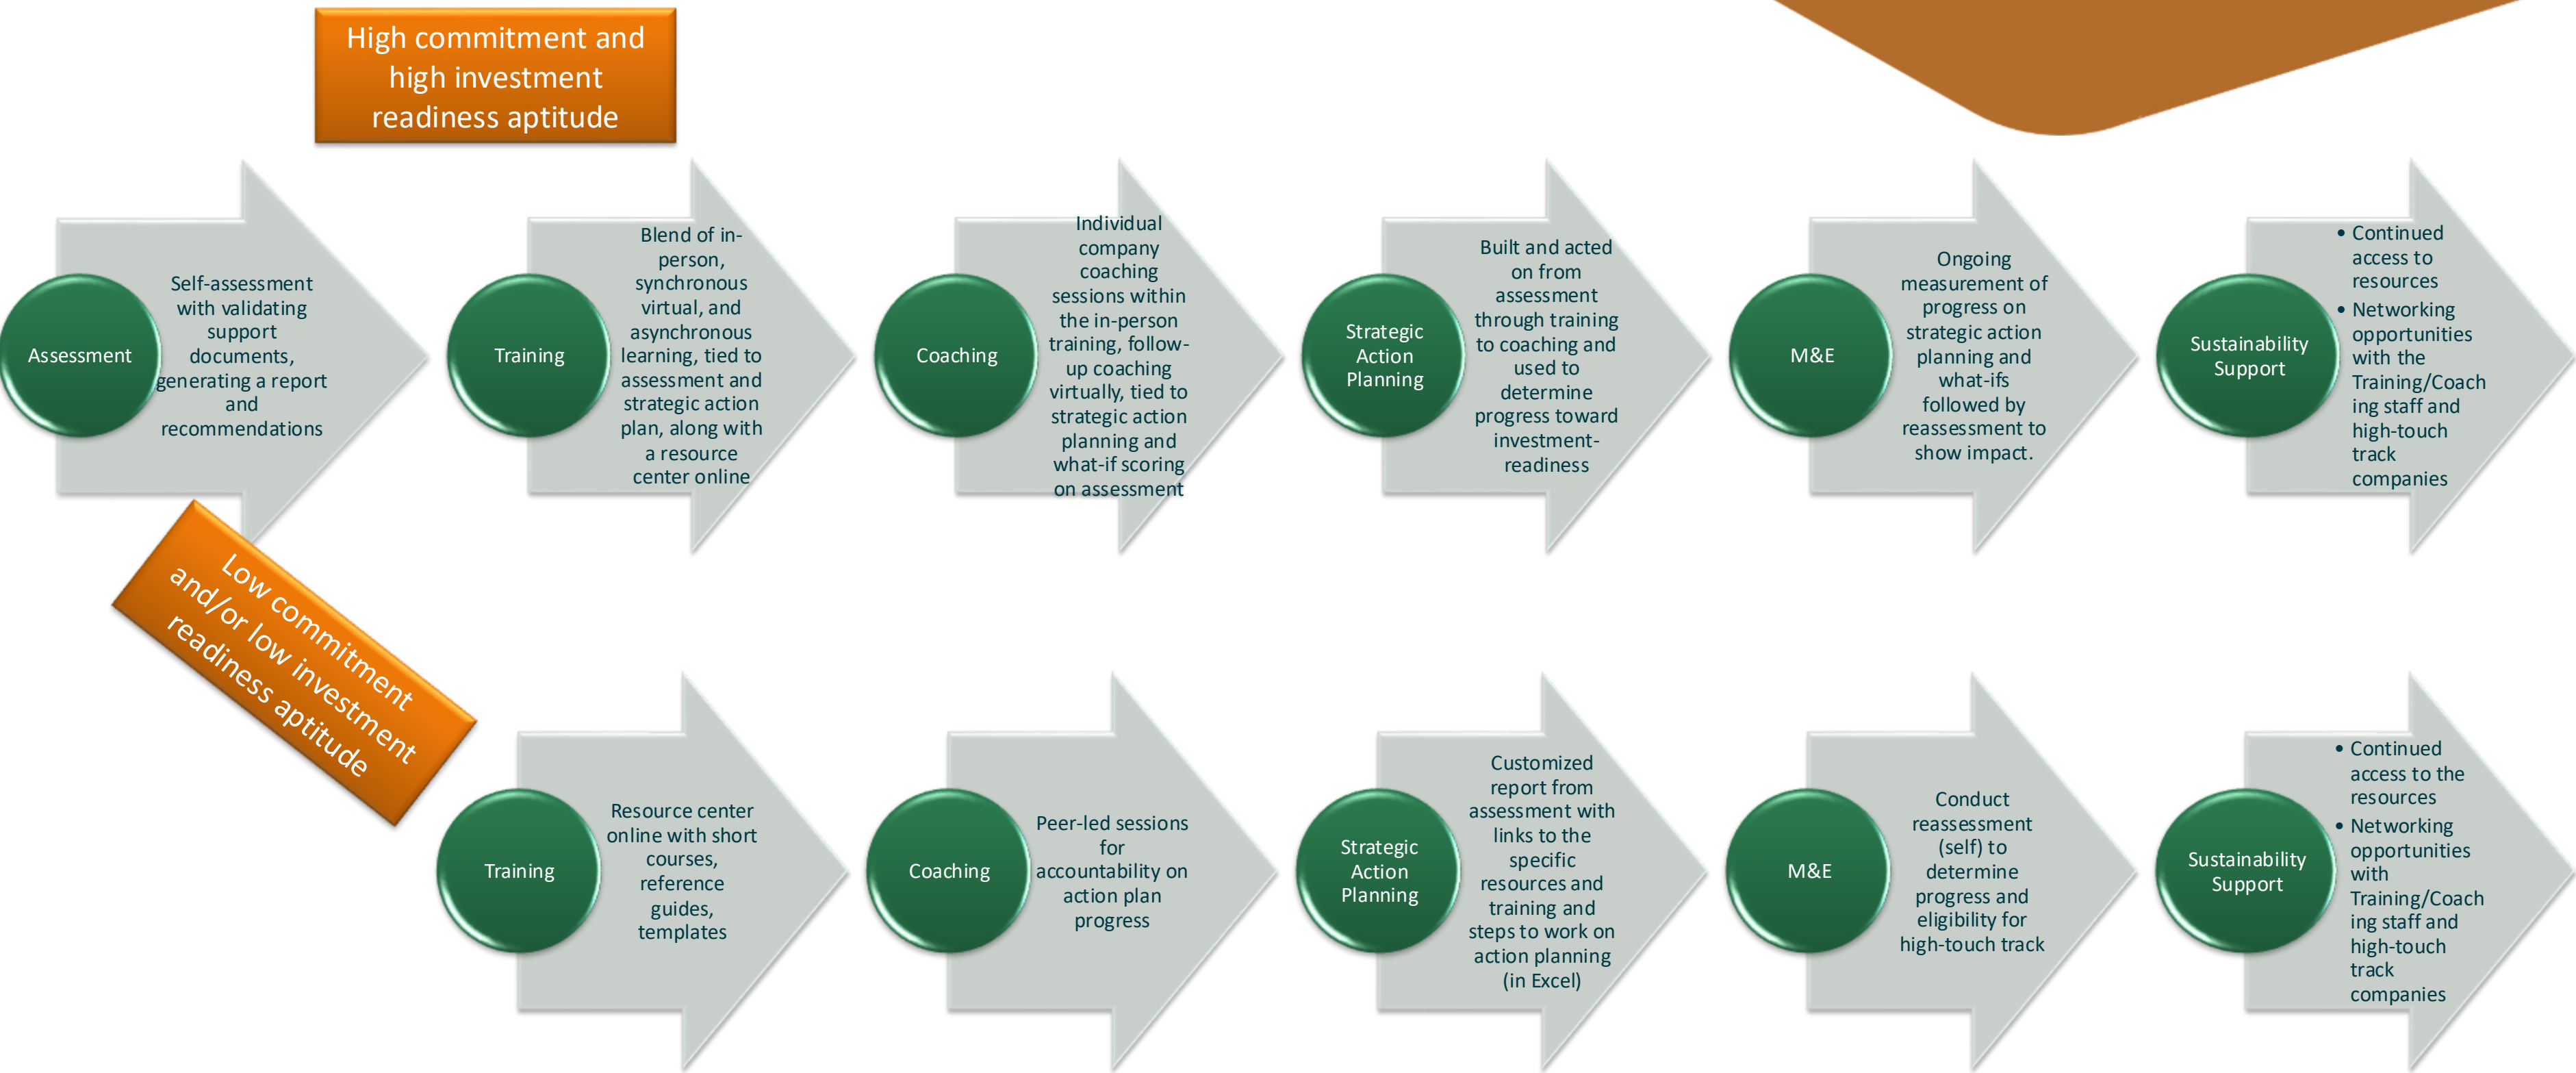 High commitment and
high investment
readiness aptitude
Assessment
Self-assessment
with validating
support
documents,
generating a report
and
recommendations
Training
Blend of in-
person,
synchronous
virtual, and
asynchronous
learning, tied to
assessment and
strategic action
plan, along with
a resource
center online
Coaching
Individual
company
coaching
sessions within
the in-person
training, follow-
up coaching
virtually, tied to
strategic action
planning and
what-if scoring
on assessment
Strategic
Action
Planning
Built and acted
on from
assessment
through training
to coaching and
used to
determine
progress toward
investment-
readiness
M&E
Ongoing
measurement of
progress on
strategic action
planning and
what-ifs
followed by
reassessment to
show impact.
Sustainability
Support
• Continued
access to
resources
• Networking
opportunities
with the
Training/Coach
ing staff and
high-touch
track
companies
Low commitment
and/or low investment
readiness aptitude
Training
Resource center
online with short
courses,
reference
guides,
templates
Coaching
Peer-led sessions
for
accountability on
action plan
progress
Strategic
Action
Planning
Customized
report from
assessment with
links to the
specific
resources and
training and
steps to work on
action planning
(in Excel)
M&E
Conduct
reassessment
(self) to
determine
progress and
eligibility for
high-touch track
Sustainability
Support
• Continued
access to the
resources
• Networking
opportunities
with
Training/Coach
ing staff and
high-touch
track
companies